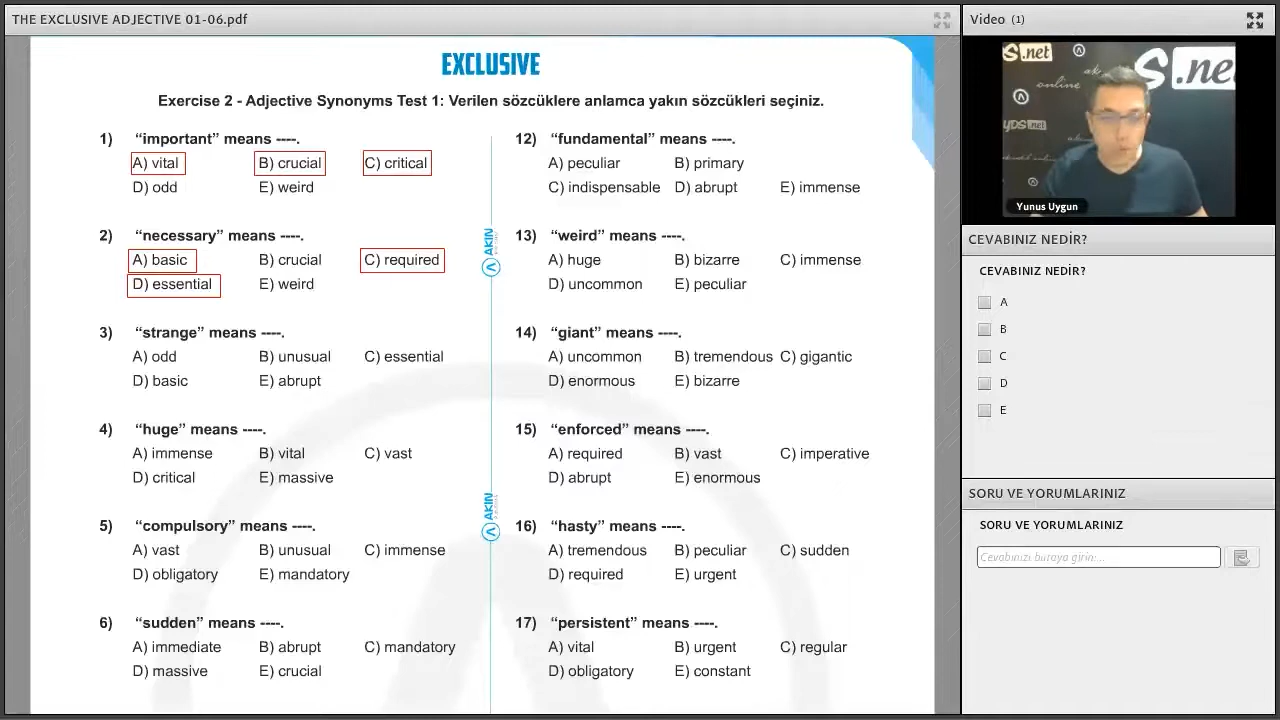 THE EXCLUSIVE ADJECTIVE 01-06.pdf
EXCLUSIVE
Exercise 2 - Adjective Synonyms Test 1: Verilen sözcüklere anlamca yakın sözcükleri seçiniz.
1) “important” means ----.
A) vital B) crucial C) critical
D) odd E) weird
2) “necessary” means ----.
A) basic B) crucial C) required
D) essential E) weird
3) “strange” means ----.
A) odd B) unusual C) essential
D) basic E) abrupt
4) “huge” means ----.
A) immense B) vital C) vast
D) critical E) massive
5) “compulsory” means ----.
A) vast B) unusual C) immense
D) obligatory E) mandatory
6) “sudden” means ----.
A) immediate B) abrupt C) mandatory
D) massive E) crucial
AKIN
AKIN
12) “fundamental” means ----.
A) peculiar B) primary
C) indispensable D) abrupt E) immense
13) “weird” means ----.
A) huge B) bizarre C) immense
D) uncommon E) peculiar
14) “giant” means ----.
A) uncommon B) tremendous C) gigantic
D) enormous E) bizarre
15) “enforced” means ----.
A) required B) vast C) imperative
D) abrupt E) enormous
16) “hasty” means ----.
A) tremendous B) peculiar C) sudden
D) required E) urgent
17) “persistent” means ----.
A) vital B) urgent C) regular
D) obligatory E) constant
Video (1)
S.net
S.ne
online
YDS.net
Yunus Uygun
CEVABINIZ NEDİR?
CEVABINIZ NEDİR?
A
B
C
D
E
SORU VE YORUMLARINIZ
SORU VE YORUMLARINIZ
Cevabınızı buraya girin:...